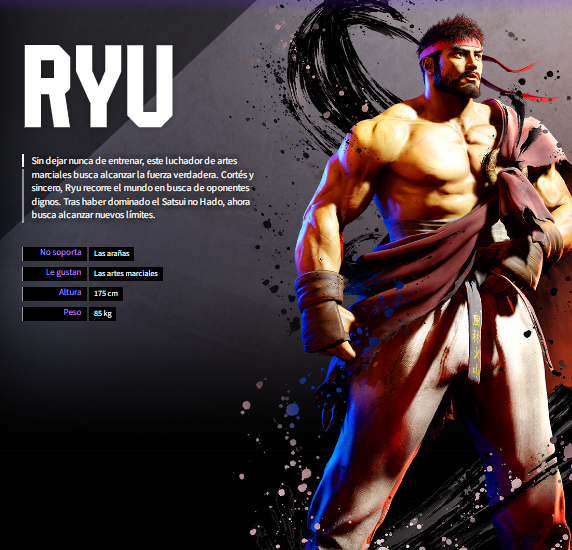 RYU
Sin dejar nunca de entrenar, este luchador de artes
marciales busca alcanzar la fuerza verdadera. Cortés y
sincero, Ryu recorre el mundo en busca de oponentes
dignos. Tras haber dominado el Satsui no Hado, ahora
busca alcanzar nuevos límites.
No soporta Las arañas
Le gustan Las artes marciales
Altura 175 cm
Peso 85 kg